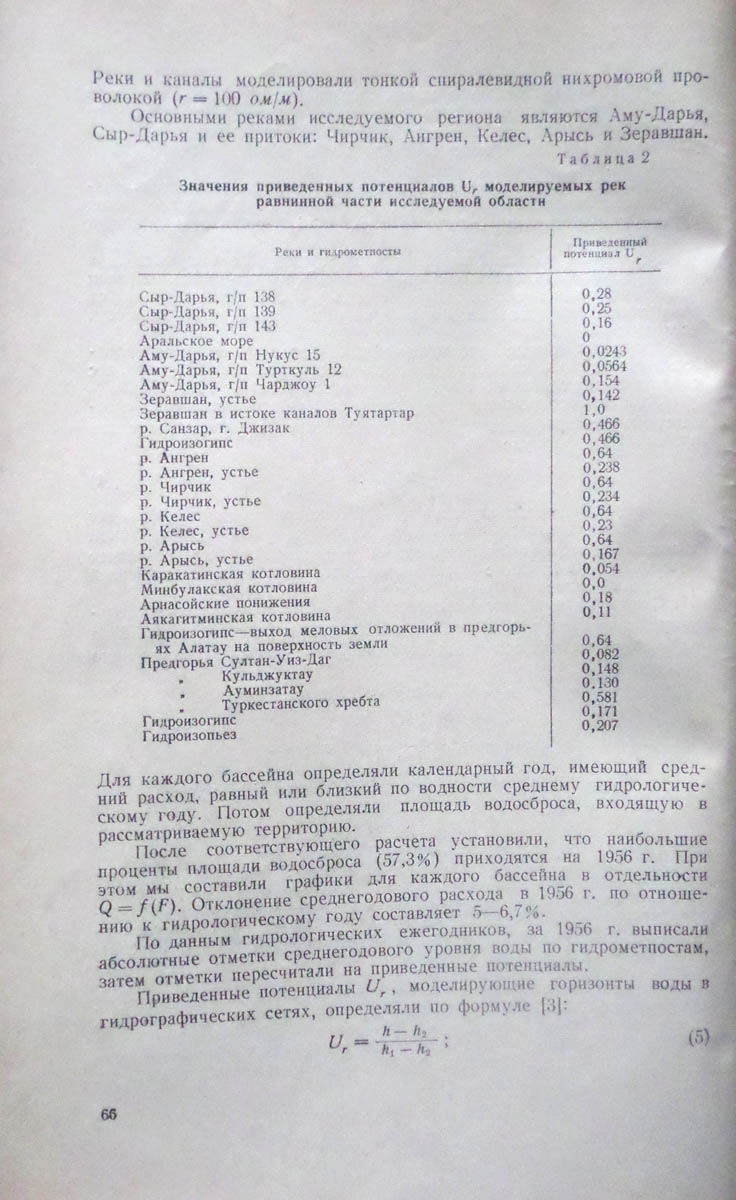 Реки и каналы моделировали тонкой спиралевидной нихромовой про-
волокой (r = 100 ом/м).
Основными реками исследуемого региона являются Аму-Дарья,
Сыр-Дарья и ее притоки: Чирчик, Ангрен, Келес, Арысь и Зеравшан.
Таблица 2
Значения приведенных потенциалов Ur моделируемых рек
равнинной части исследуемой области
Реки и гидрометпосты
Приведенный
потенциал Ur
Сыр-Дарья, г/п 138 0,28
Сыр-Дарья, г/п 139 0,25
Сыр-Дарья, г/п 143 0,16
Аральское море 0
Аму-Дарья, г/п Нукус 15 0,0243
Аму-Дарья, г/п Турткуль 12 0,0564
Аму-Дарья, г/п Чарджоу 1 0,154
Зеравшан, устье 0,142
Зеравшан в истоке каналов Туятартар 1,0
р. Санзар, г. Джизак 0,466
Гидроизогипс 0,466
р. Ангрен 0,64
р. Ангрен, устье 0,238
р. Чирчик 0,64
р. Чирчик, устье 0,234
р. Келес 0,64
р. Келес, устье 0,23
р. Арысь 0,64
р. Арысь, устье 0,167
Каракатинская котловина 0,054
Минбулакская котловина 0,0
Арнасойские понижения 0,18
Аякагитминская котловина 0,11
Гидроизогипс—выход меловых отложений в предгорь-
ях Алатау на поверхность земли 0,64
Предгорья Султан-Уиз-Даг 0,082
„ Кульджуктау 0,148
„ Ауминзатау 0,130
„ Туркестанского хребта 0,581
Гидроизогипс 0,171
Гидроизопьез 0,207
Для каждого бассейна определяли календарный год, имеющий сред-
ний расход, равный или близкий по водности среднему гидрологиче-
скому году. Потом определяли площадь водосброса, входящую в
рассматриваемую территорию.
После соответствующего расчета установили, что наибольшие
проценты площади водосброса (57,3%) приходятся на 1956 г. При
этом мы составили графики для каждого бассейна в отдельности
Q = f(F). Отклонение среднегодового расхода в 1956 г. по отноше-
нию к гидрологическому году составляет 5—6,7%.
По данным гидрологических ежегодников, за 1956 г. выписали
абсолютные отметки среднегодового уровня воды по гидрометпостам,
затем отметки пересчитали на приведенные потенциалы.
Приведенные потенциалы Ur, моделирующие горизонты воды в
гидрографических сетях, определяли по формуле [3]:
Ur = (h — h2) / (h1 — h2) ; (5)
66